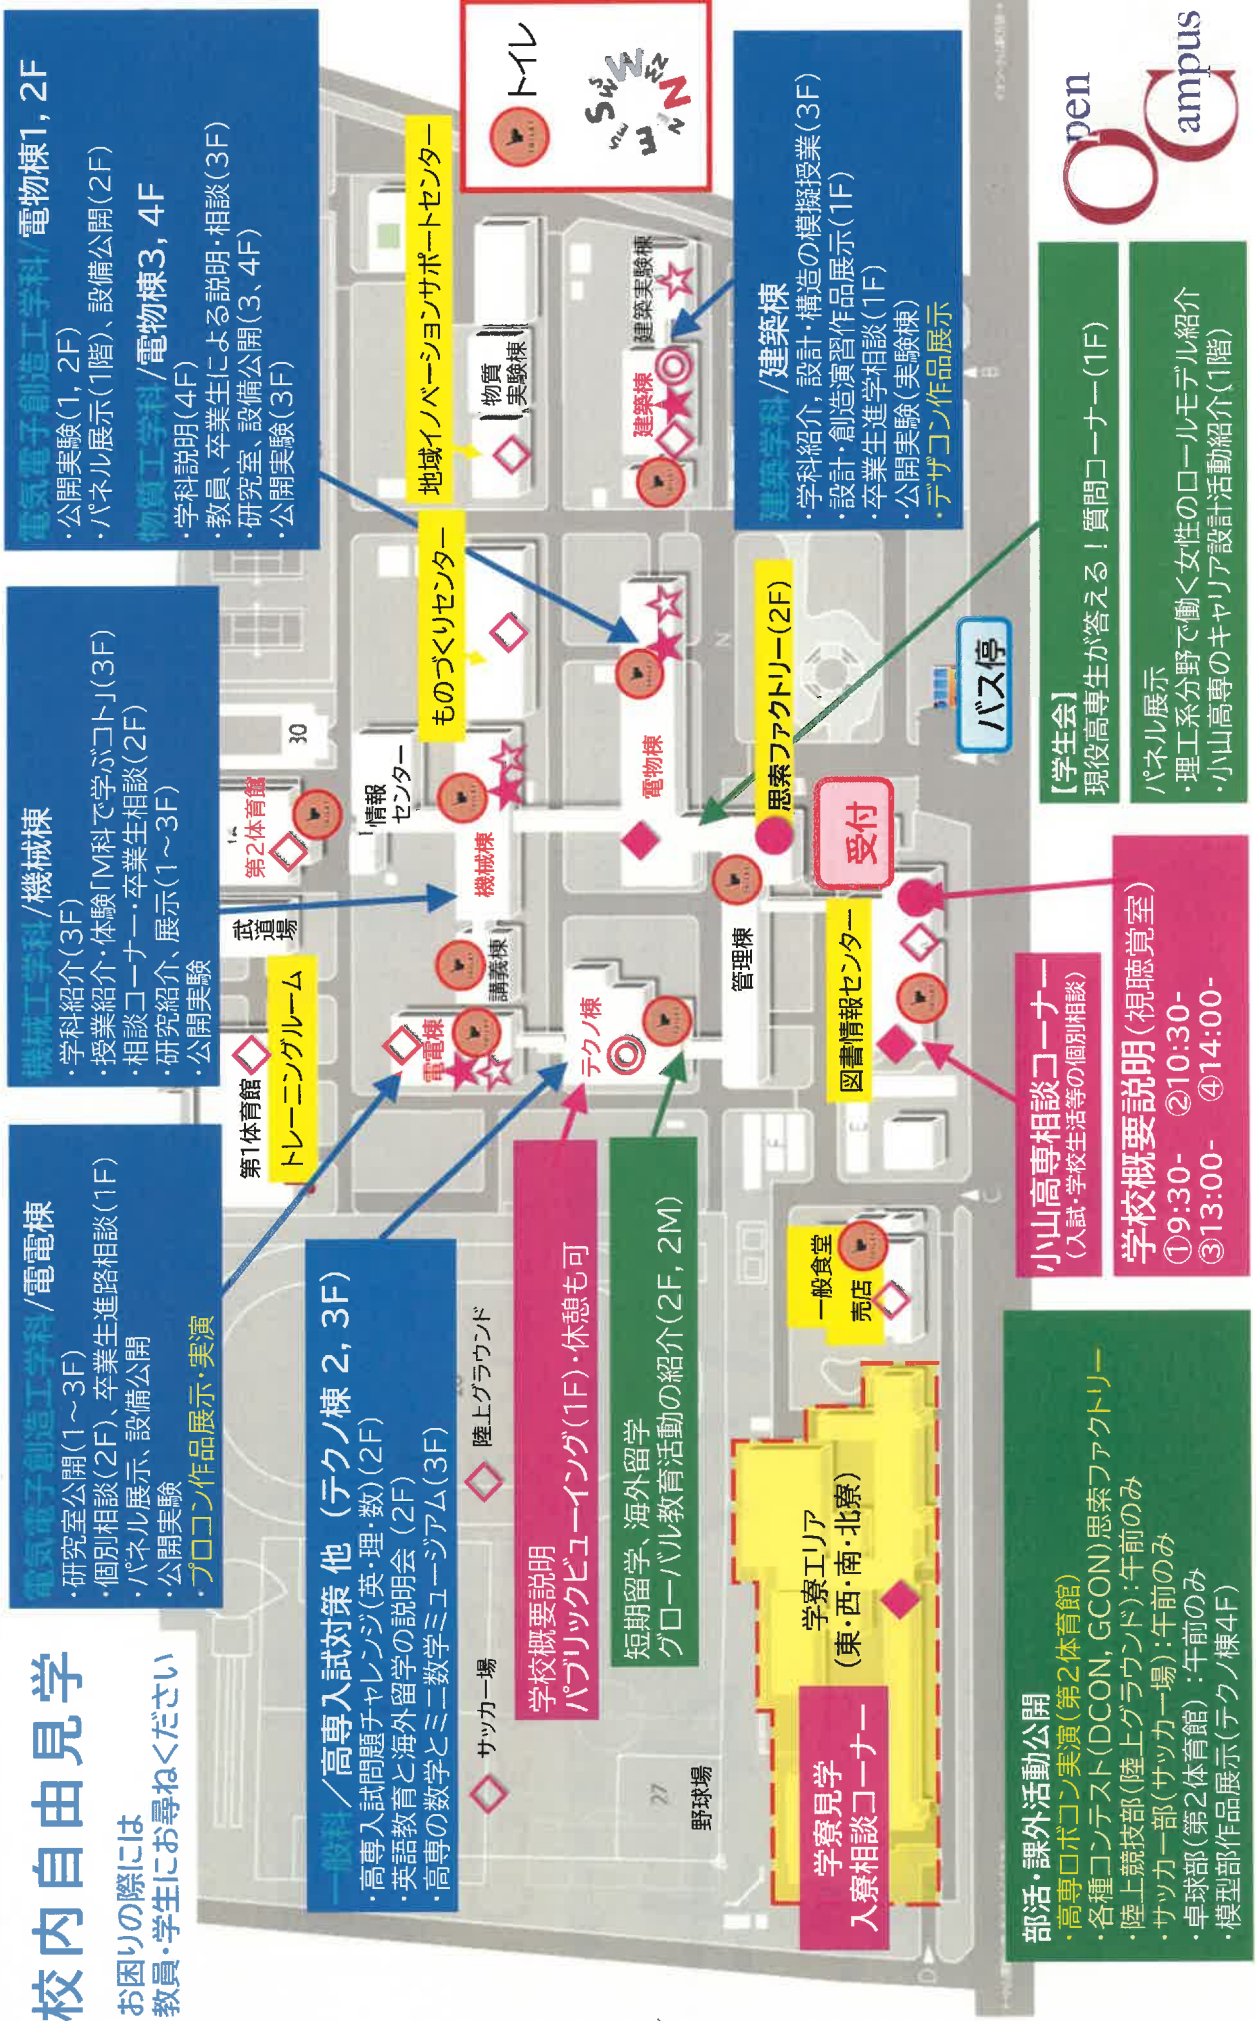 校内自由見学
お困りの際には
教員・学生にお尋ねください
電気電子創造工学科/電電棟
・研究室公開(1～3F)
・個別相談(2F)、卒業生進路相談(1F)
・パネル展示、設備公開
・公開実験
・プロコン作品展示・実演
機械工学科/機械棟
・学科紹介(3F)
・授業紹介・体験「M科で学ぶコト」(3F)
・相談コーナー・卒業生相談(2F)
・研究紹介、展示(1～3F)
・公開実験
電気電子創造工学科/電物棟1, 2F
・公開実験(1, 2F)
・パネル展示(1階)、設備公開(2F)
物質工学科/電物棟3, 4F
・学科説明(4F)
・教員、卒業生による説明・相談(3F)
・研究室、設備公開(3、4F)
・公開実験(3F)
一般科/高専入試対策 他 (テクノ棟 2, 3F)
・高専入試問題チャレンジ(英・理・数)(2F)
・英語教育と海外留学の説明会 (2F)
・高専の数学とミニ数学ミュージアム(3F)
第1体育館
トレーニングルーム
武道場
第2体育館
30
情報センター
ものづくりセンター
地域イノベーションサポートセンター
トイレ
S
SW
W
N
E
電電棟
講義棟
機械棟
物質実験棟
陸上グラウンド
サッカー場
学校概要説明
パブリックビューイング(1F)・休憩も可
短期留学、海外留学
グローバル教育活動の紹介(2F, 2M)
テクノ棟
電物棟
建築棟
建築実験棟
27
野球場
管理棟
思索ファクトリー(2F)
N
建築学科/建築棟
・学科紹介, 設計・構造の模擬授業(3F)
・設計・創造演習作品展示(1F)
・卒業生進学相談(1F)
・公開実験(実験棟)
・デザコン作品展示
学寮見学
入寮相談コーナー
学寮エリア
(東・西・南・北寮)
一般食堂
売店
図書情報センター
受付
バス停
A
B
C
D
E
F
部活・課外活動公開
・高専ロボコン実演(第2体育館)
・各種コンテスト(DCON, GCON)思索ファクトリー
・陸上競技部(陸上グラウンド):午前のみ
・サッカー部(サッカー場):午前のみ
・卓球部(第2体育館):午前のみ
・模型部作品展示(テクノ棟4F)
小山高専相談コーナー
(入試・学校生活等の個別相談)
学校概要説明(視聴覚室)
①9:30- ②10:30-
③13:00- ④14:00-
【学生会】
現役高専生が答える!質問コーナー(1F)
パネル展示
・理工系分野で働く女性のロールモデル紹介
・小山高専のキャリア設計活動紹介(1階)
Open
Campus